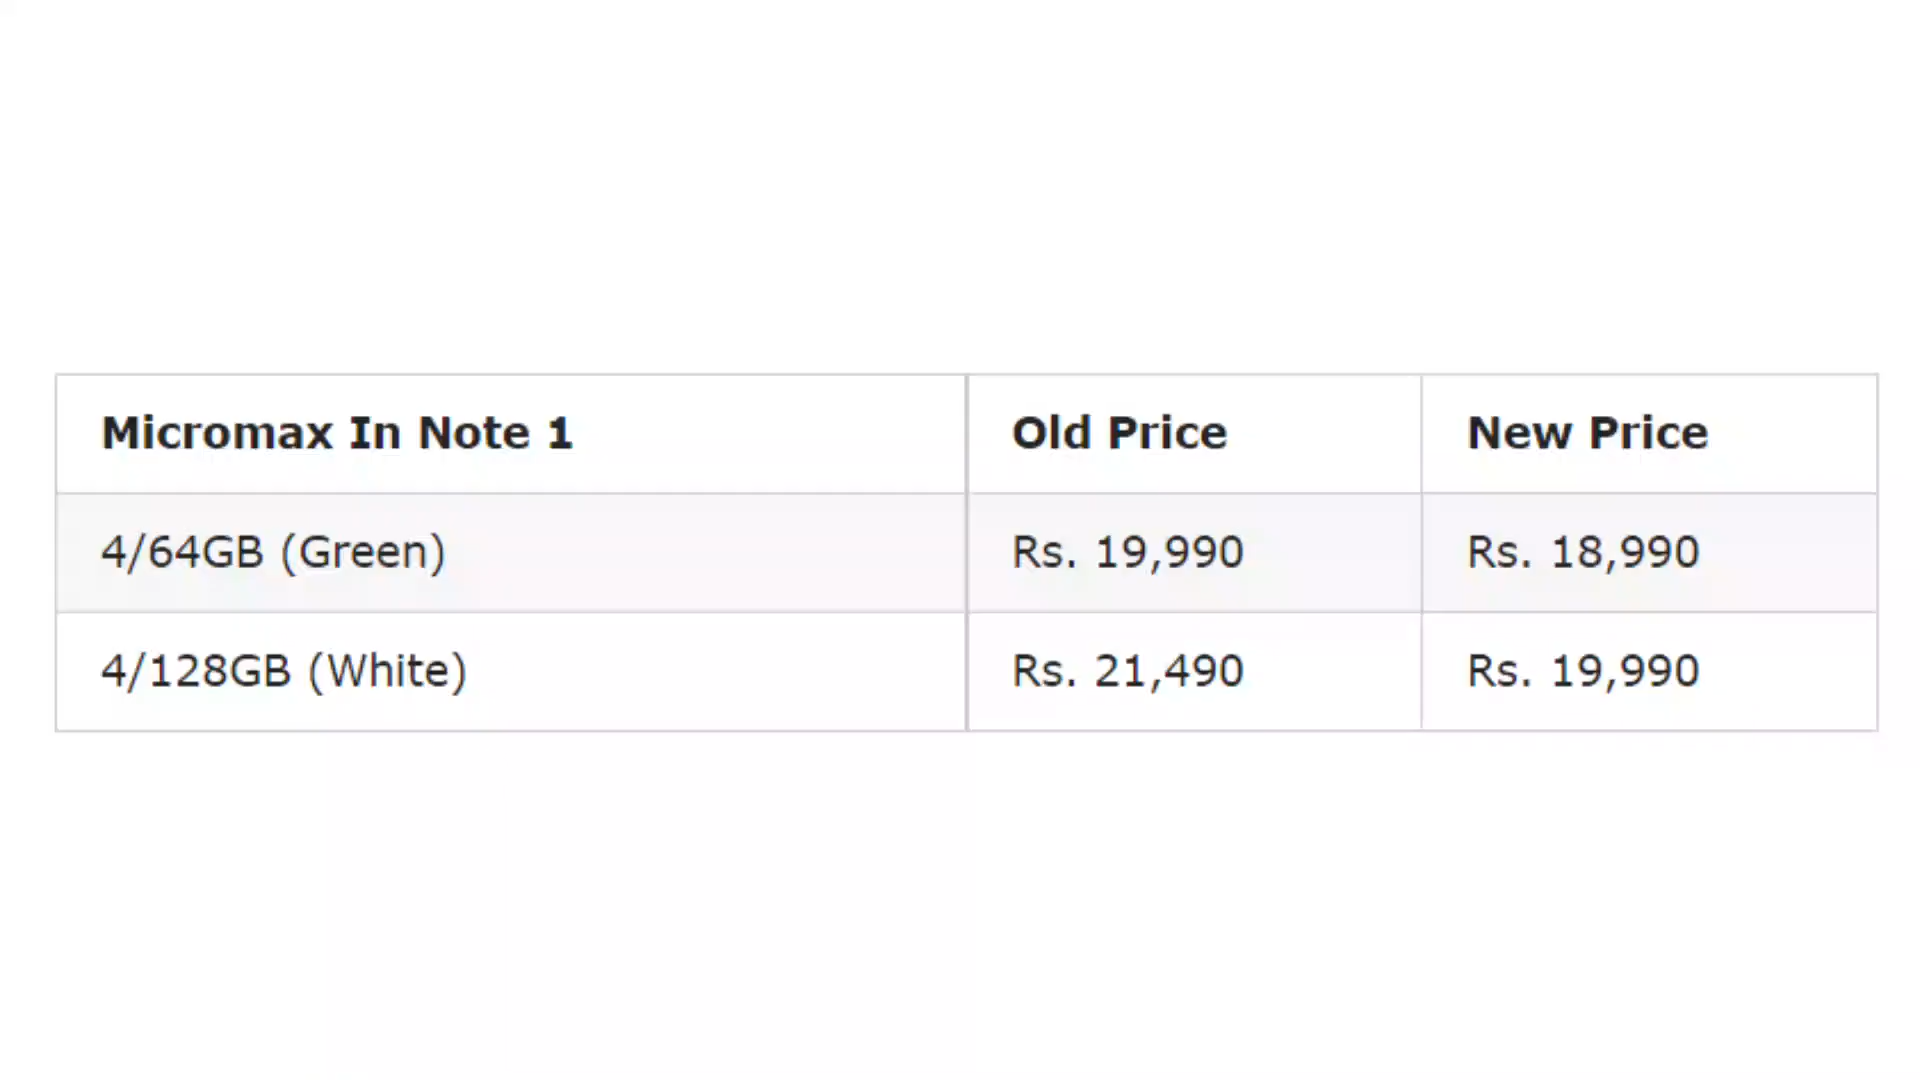 Micromax In Note 1 Old Price New Price
4/64GB (Green) Rs. 19,990 Rs. 18,990
4/128GB (White) Rs. 21,490 Rs. 19,990